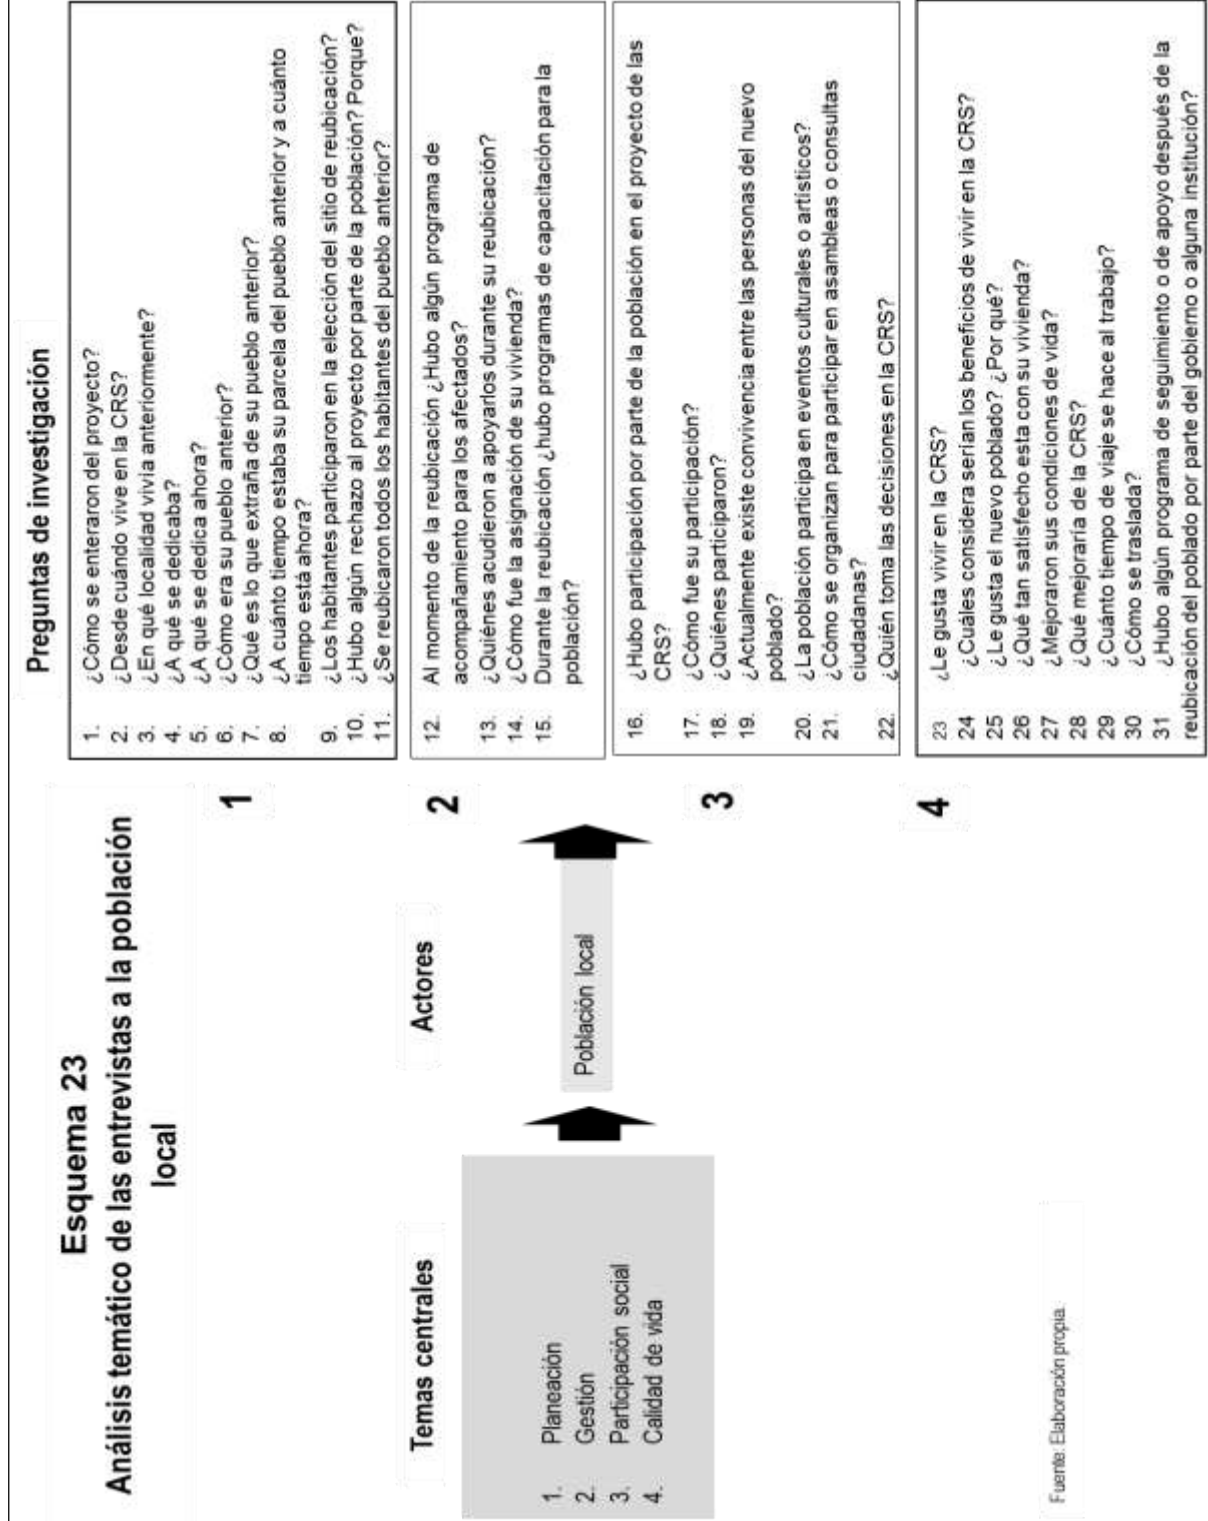 Esquema 23
Análisis temático de las entrevistas a la población
local
Temas centrales
1. Planeación
2. Gestión
3. Participación social
4. Calidad de vida
Actores
Población local
Preguntas de investigación
1
1. ¿Cómo se enteraron del proyecto?
2. ¿Desde cuándo vive en la CRS?
3. ¿En qué localidad vivía anteriormente?
4. ¿A qué se dedicaba?
5. ¿A qué se dedica ahora?
6. ¿Cómo era su pueblo anterior?
7. ¿Qué es lo que extraña de su pueblo anterior?
8. ¿A cuánto tiempo estaba su parcela del pueblo anterior y a cuánto
tiempo està ahora?
9. ¿Los habitantes participaron en la elección del sitio de reubicación?
10. ¿Hubo algún rechazo al proyecto por parte de la población? Porque?
11. ¿Se reubicaron todos los habitantes del pueblo anterior?
2
12. Al momento de la reubicación ¿Hubo algún programa de
acompañamiento para los afectados?
13. ¿Quiénes acudieron a apoyarlos durante su reubicación?
14. ¿Cómo fue la asignación de su vivienda?
15. Durante la reubicación ¿hubo programas de capacitación para la
población?
3
16. ¿Hubo participación por parte de la población en el proyecto de las
CRS?
17. ¿Cómo fue su participación?
18. ¿Quiénes participaron?
19. ¿Actualmente existe convivencia entre las personas del nuevo
poblado?
20. ¿La población participa en eventos culturales o artísticos?
21. ¿Cómo se organizan para participar en asambleas o consultas
ciudadanas?
22. ¿Quién toma las decisiones en la CRS?
4
23 ¿Le gusta vivir en la CRS?
24 ¿Cuáles considera serían los beneficios de vivir en la CRS?
25 ¿Le gusta el nuevo poblado? ¿Por qué?
26 ¿Qué tan satisfecho esta con su vivienda?
27 ¿Mejoraron sus condiciones de vida?
28 ¿Qué mejoraría de la CRS?
29 ¿Cuánto tiempo de viaje se hace al trabajo?
30 ¿Cómo se traslada?
31 ¿Hubo algún programa de seguimiento o de apoyo después de la
reubicación del poblado por parte del gobierno o alguna institución?
Fuente: Elaboración propia.